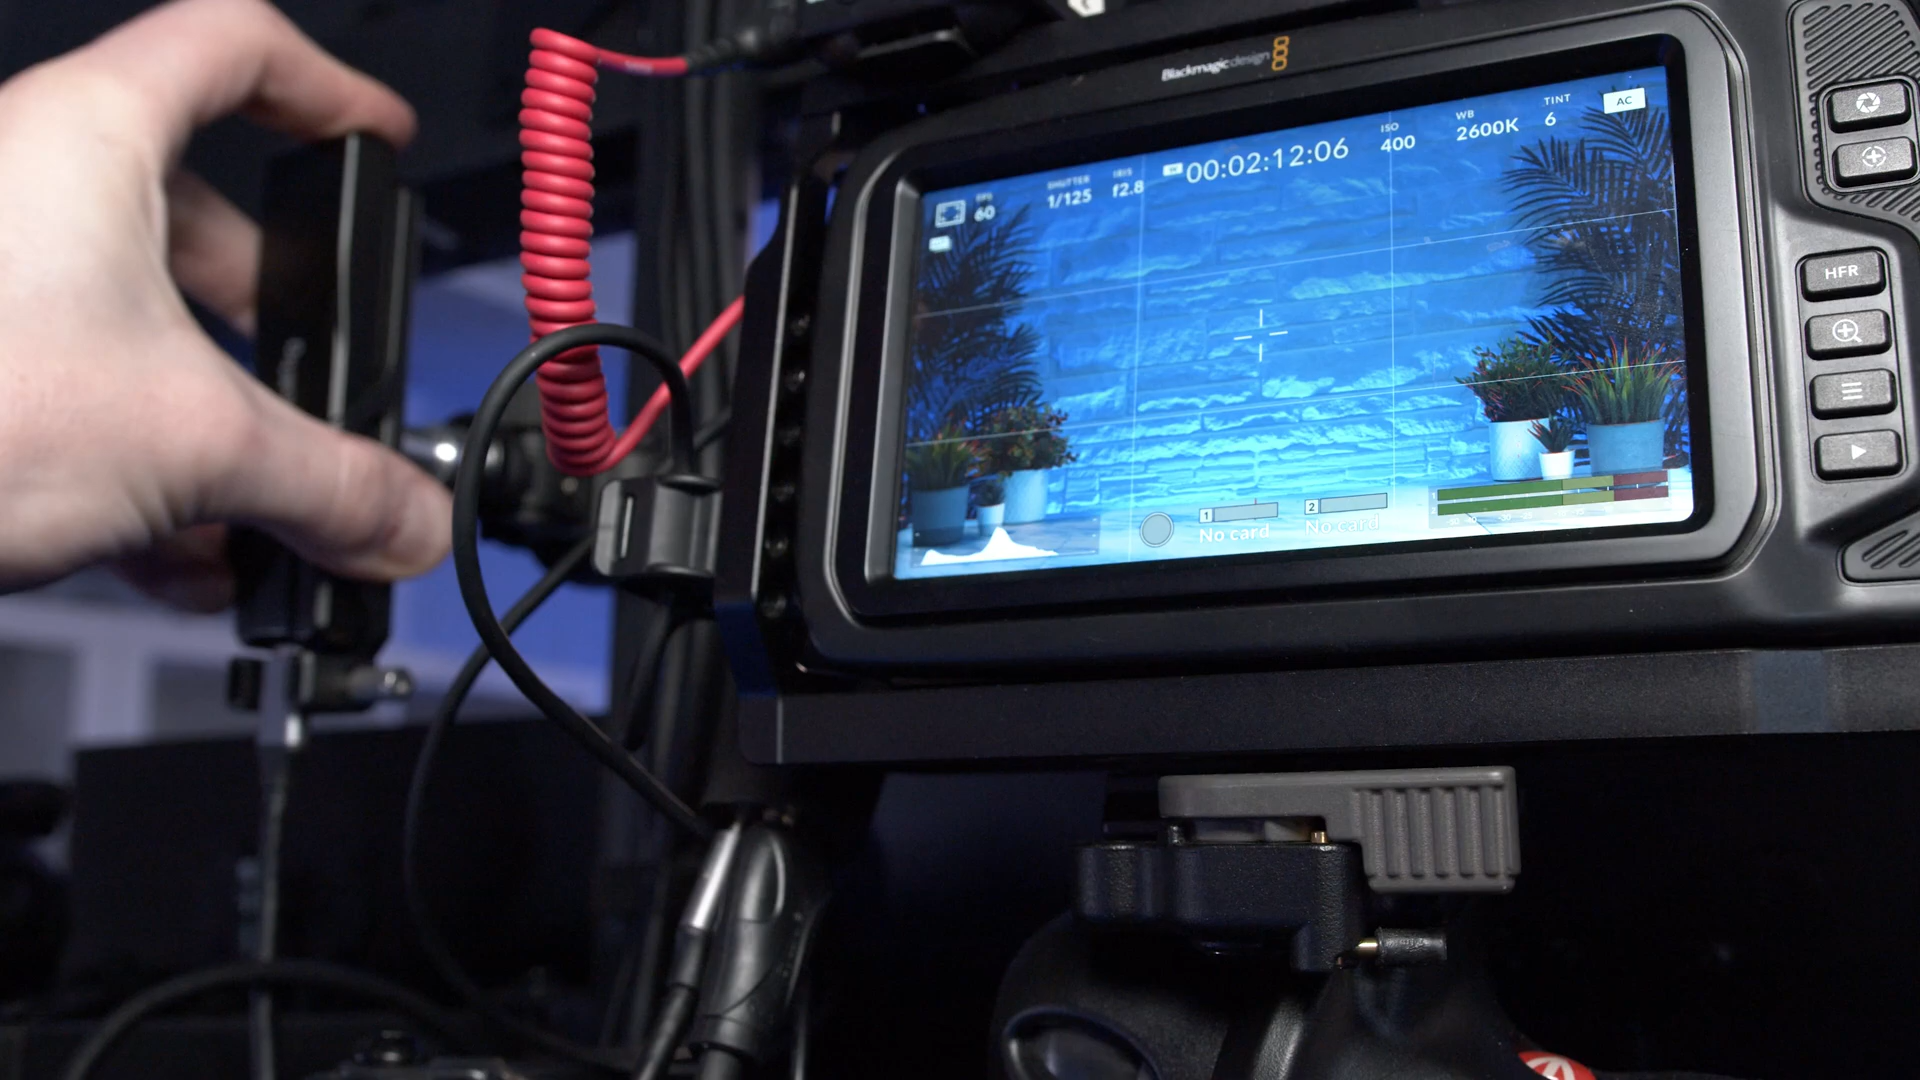 Blackmagicdesign
FPS
60
SHUTTER
1/125
IRIS
f2.8
00:02:12:06
ISO
400
WB
2600K
TINT
6
AC
HFR
1
No card
2
No card